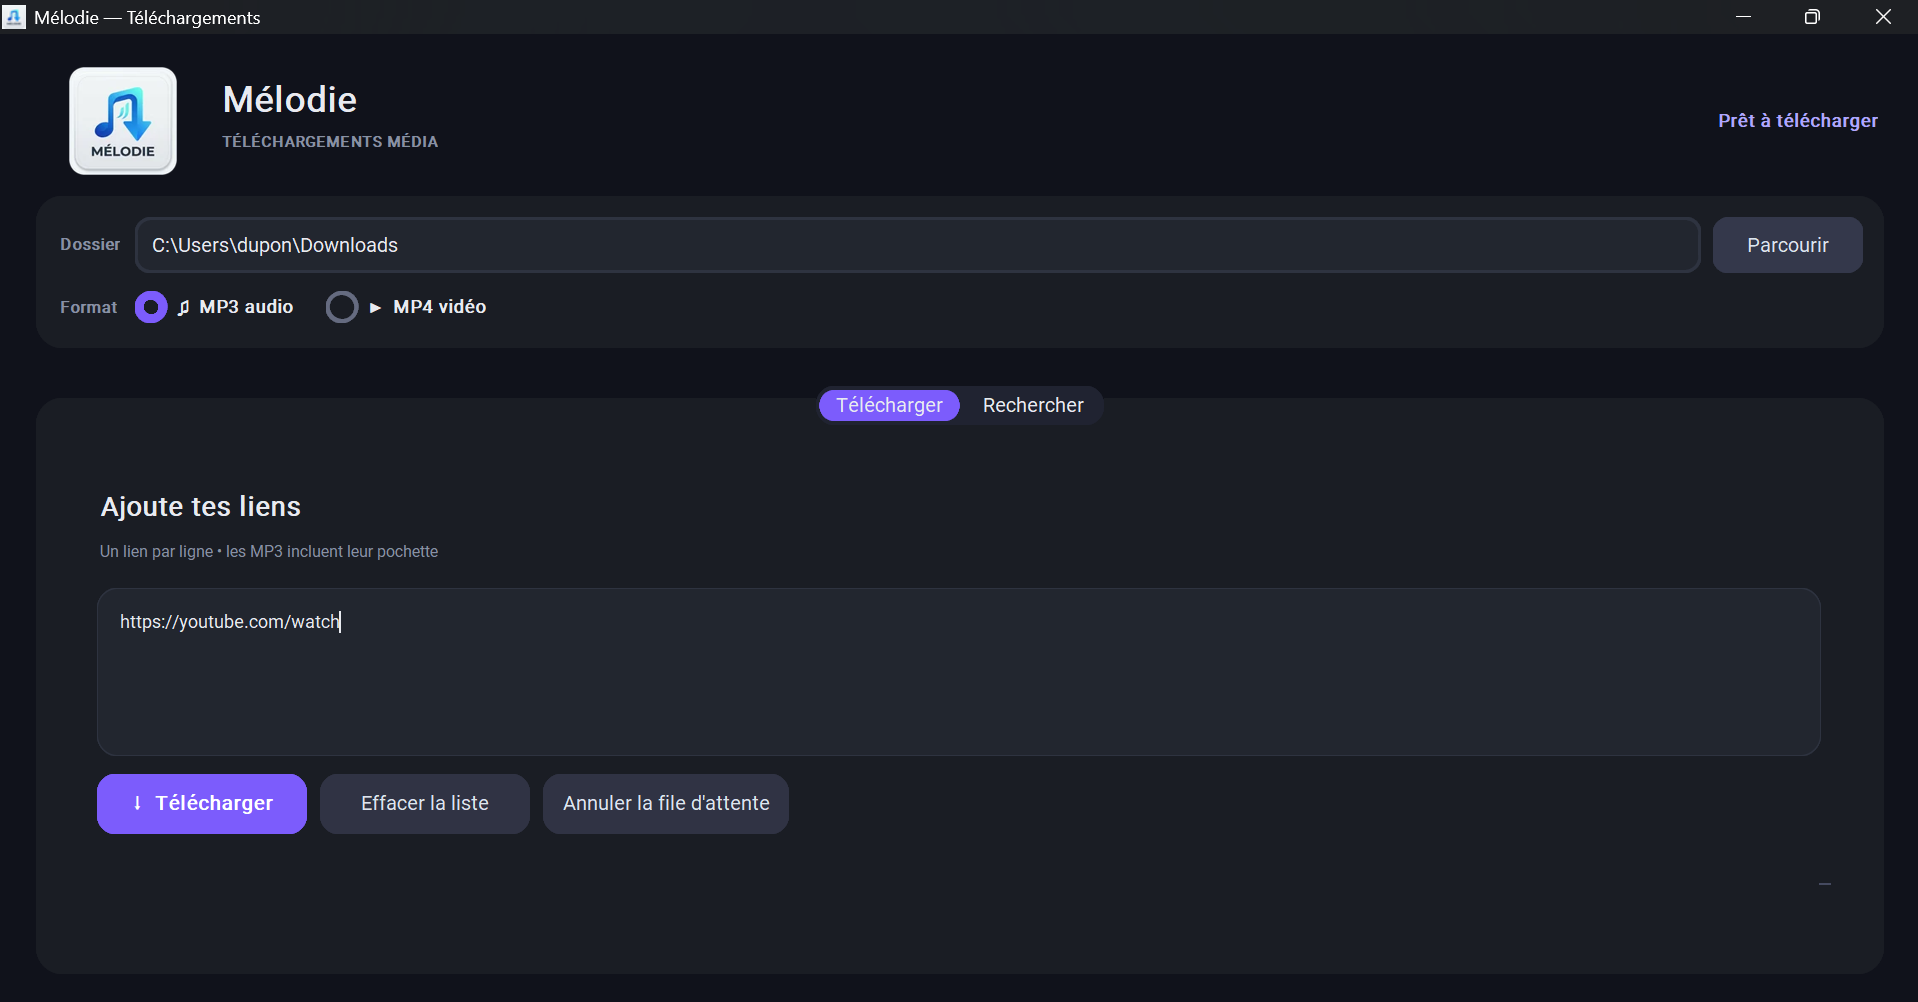 Mélodie — Téléchargements
MÉLODIE
Mélodie
TÉLÉCHARGEMENTS MÉDIA
Prêt à télécharger
Dossier
C:\Users\dupon\Downloads
Parcourir
Format
♫ MP3 audio
► MP4 vidéo
Télécharger
Rechercher
Ajoute tes liens
Un lien par ligne • les MP3 incluent leur pochette
https://youtube.com/watch
↓ Télécharger
Effacer la liste
Annuler la file d'attente
—